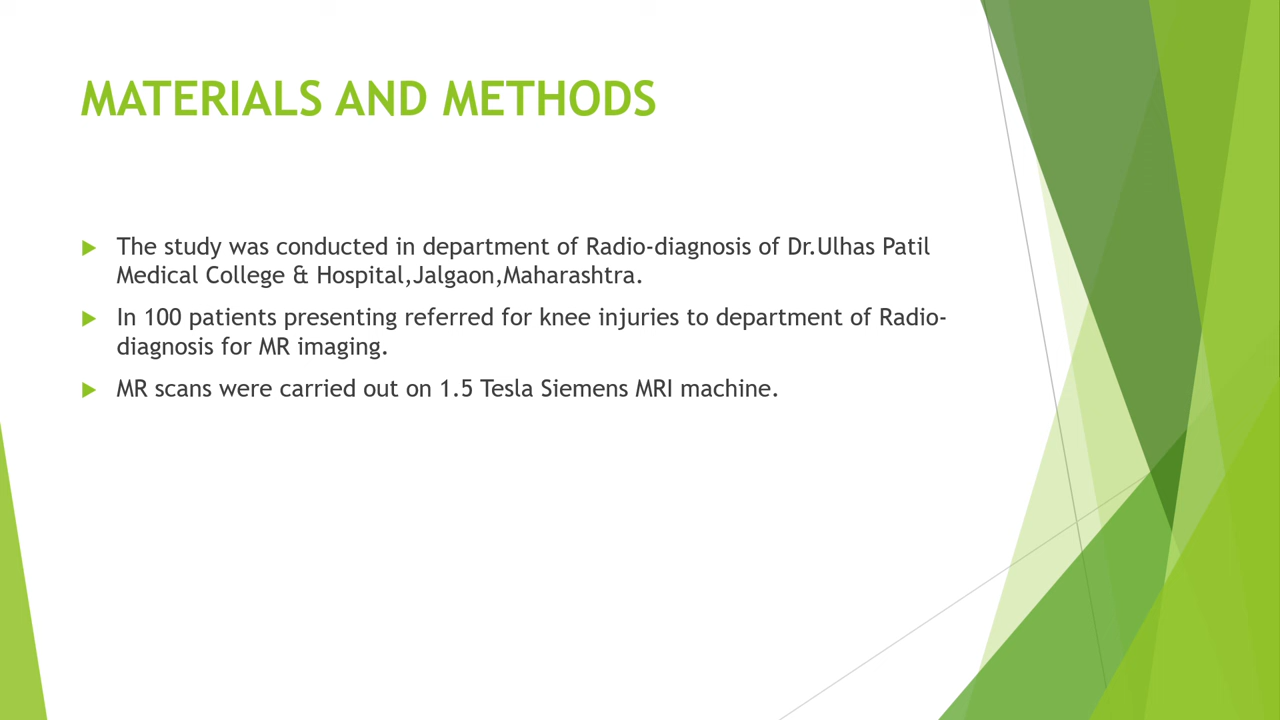 MATERIALS AND METHODS
The study was conducted in department of Radio-diagnosis of Dr.Ulhas Patil
Medical College & Hospital,Jalgaon,Maharashtra.
In 100 patients presenting referred for knee injuries to department of Radio-
diagnosis for MR imaging.
MR scans were carried out on 1.5 Tesla Siemens MRI machine.